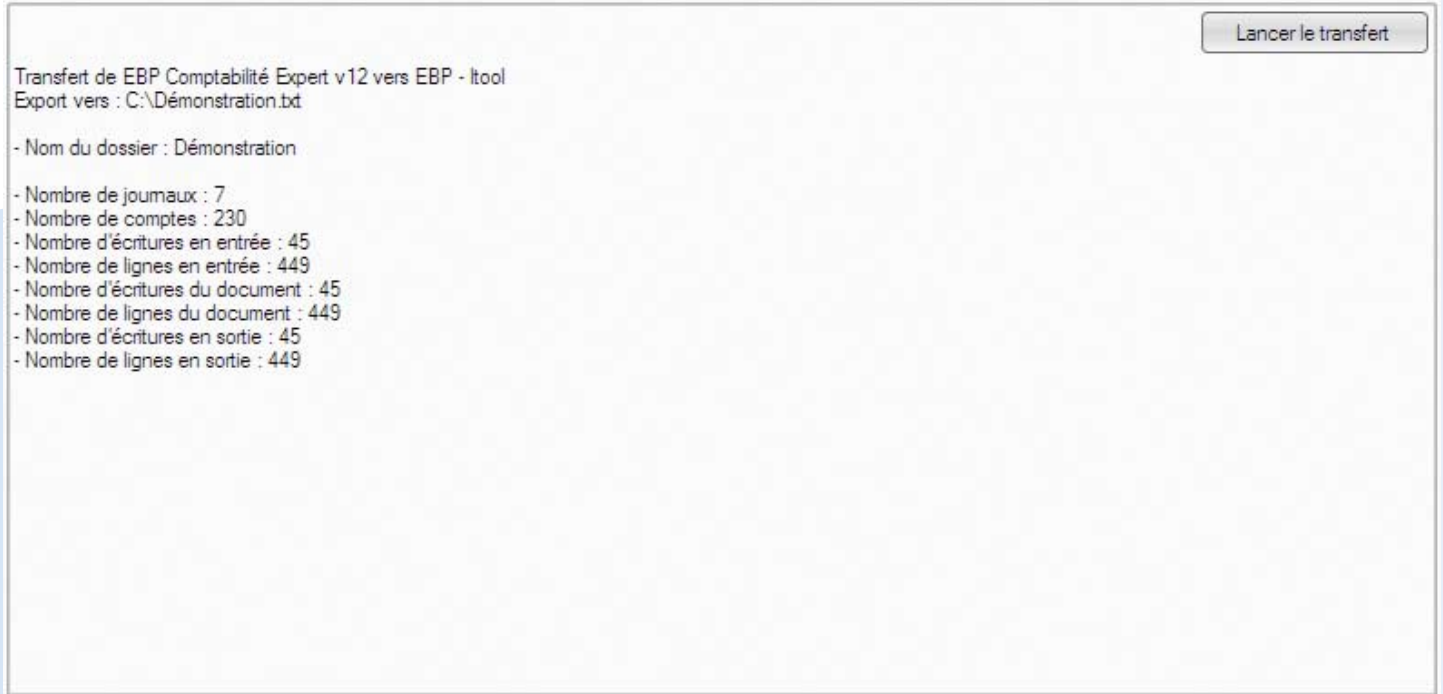 Lancer le transfert
Transfert de EBP Comptabilité Expert v12 vers EBP - Itool
Export vers : C:\Démonstration.txt
- Nom du dossier : Démonstration
- Nombre de journaux : 7
- Nombre de comptes : 230
- Nombre d'écritures en entrée : 45
- Nombre de lignes en entrée : 449
- Nombre d'écritures du document : 45
- Nombre de lignes du document : 449
- Nombre d'écritures en sortie : 45
- Nombre de lignes en sortie : 449